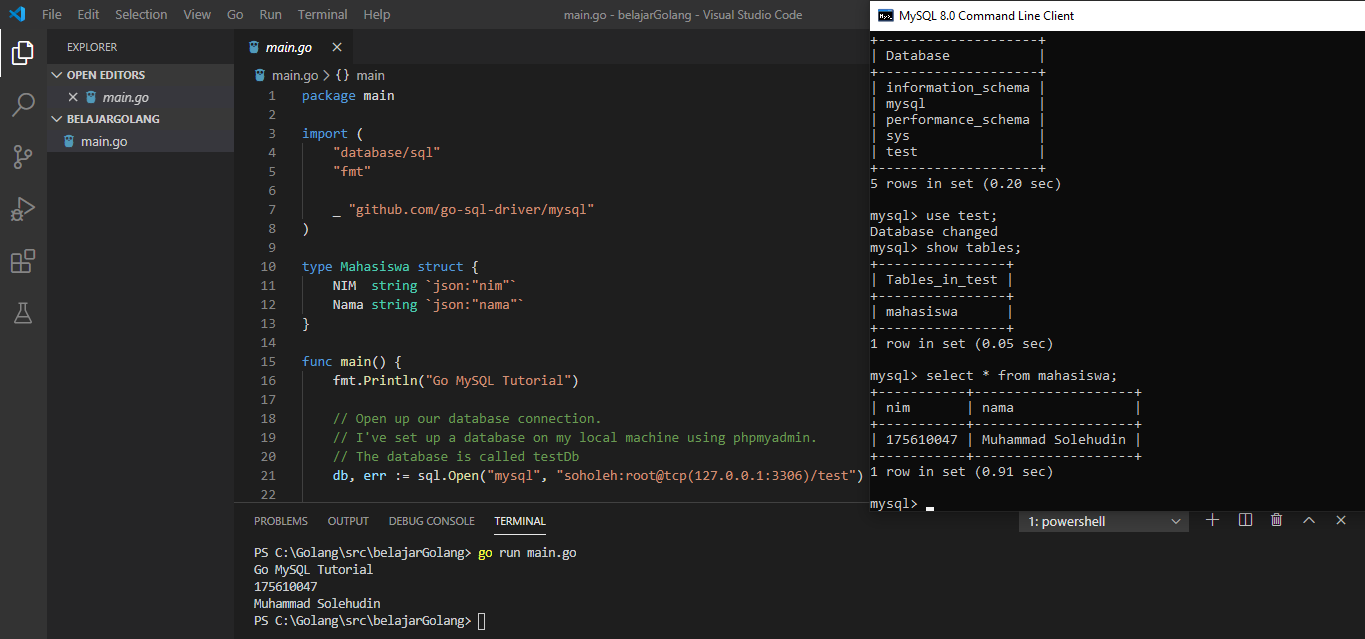 File Edit Selection View Go Run Terminal Help
main.go - belajarGolang - Visual Studio Code
EXPLORER
OPEN EDITORS
main.go
BELAJARGOLANG
main.go
main.go
main.go > {} main
1 package main
2
3 import (
4 "database/sql"
5 "fmt"
6
7 _ "github.com/go-sql-driver/mysql"
8 )
9
10 type Mahasiswa struct {
11 NIM  string `json:"nim"`
12 Nama string `json:"nama"`
13 }
14
15 func main() {
16 fmt.Println("Go MySQL Tutorial")
17
18 // Open up our database connection.
19 // I've set up a database on my local machine using phpmyadmin.
20 // The database is called testDb
21 db, err := sql.Open("mysql", "soholeh:root@tcp(127.0.0.1:3306)/test")
22
PROBLEMS OUTPUT DEBUG CONSOLE TERMINAL
1: powershell
PS C:\Golang\src\belajarGolang> go run main.go
Go MySQL Tutorial
175610047
Muhammad Solehudin
PS C:\Golang\src\belajarGolang>
MySQL 8.0 Command Line Client
+--------------------+
| Database           |
+--------------------+
| information_schema |
| mysql              |
| performance_schema |
| sys                |
| test               |
+--------------------+
5 rows in set (0.20 sec)
mysql> use test;
Database changed
mysql> show tables;
+----------------+
| Tables_in_test |
+----------------+
| mahasiswa      |
+----------------+
1 row in set (0.05 sec)
mysql> select * from mahasiswa;
+-----------+--------------------+
| nim       | nama               |
+-----------+--------------------+
| 175610047 | Muhammad Solehudin |
+-----------+--------------------+
1 row in set (0.91 sec)
mysql> _